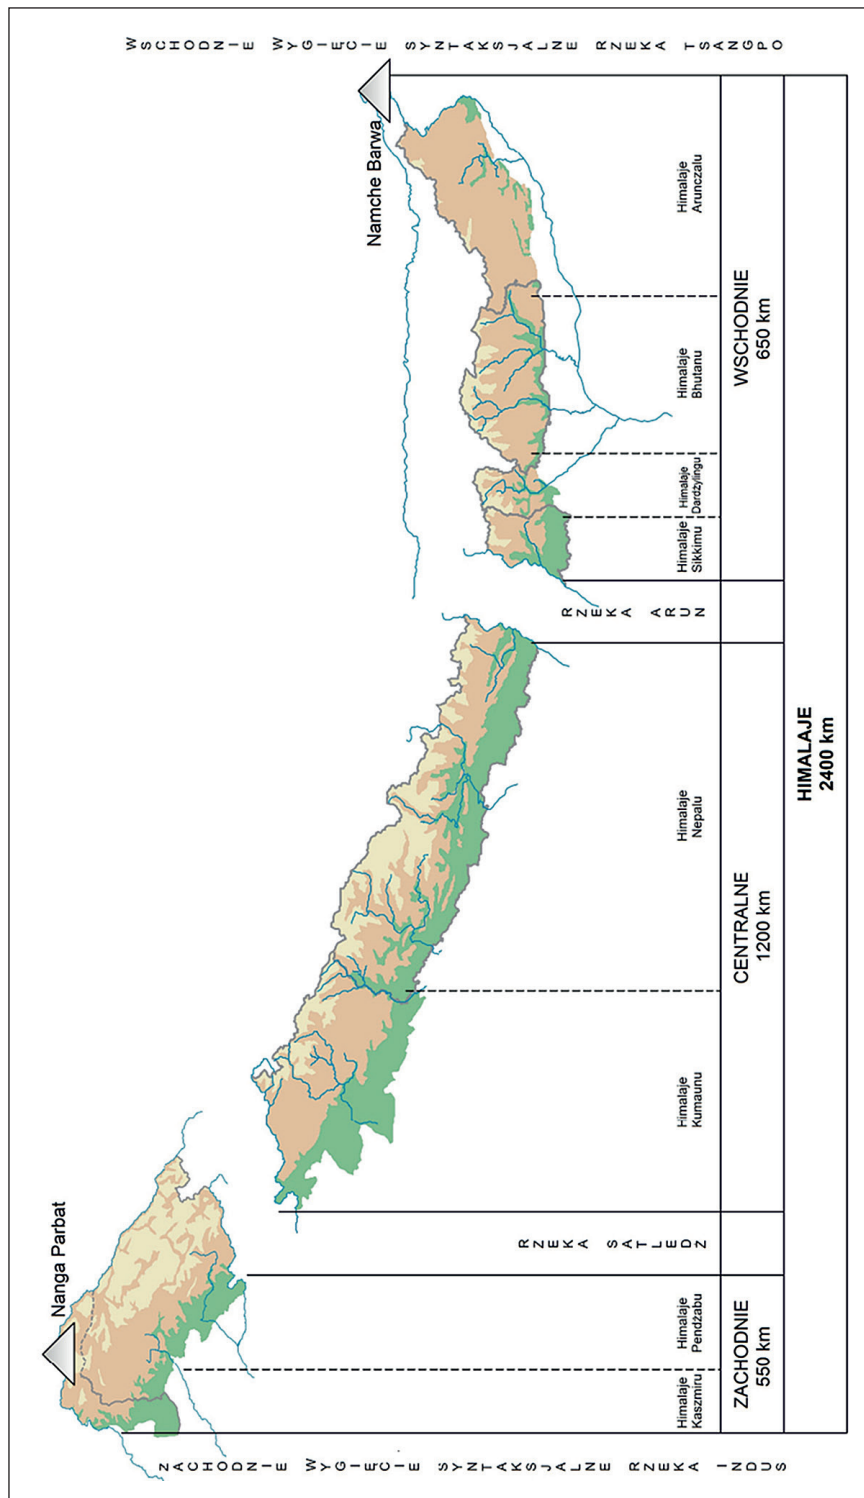 ZACHODNIE WYGIĘCIE SYNTAKSJALNE RZEKA INDUS
Nanga Parbat
Namche Barwa
WSCHODNIE WYGIĘCIE SYNTAKSJALNE RZEKA TSANGPO
RZEKA SATLEDŻ
RZEKA ARUN
Himalaje
Kaszmiru
Himalaje
Pendżabu
Himalaje
Kumaunu
Himalaje
Nepalu
Himalaje
Sikkimu
Himalaje
Dardżylingu
Himalaje
Bhutanu
Himalaje
Arunczalu
ZACHODNIE
550 km
CENTRALNE
1200 km
WSCHODNIE
650 km
HIMALAJE
2400 km